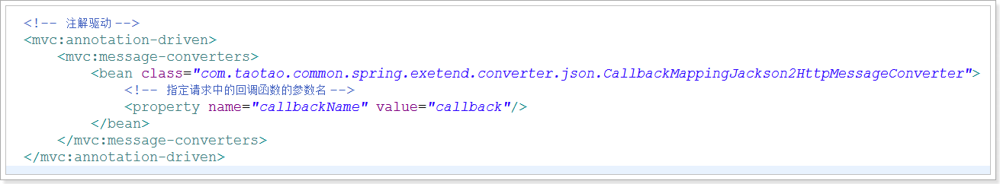 <!-- 注解驱动 -->
<mvc:annotation-driven>
<mvc:message-converters>
<bean class="com.taotao.common.spring.exetend.converter.json.CallbackMappingJackson2HttpMessageConverter">
<!-- 指定请求中的回调函数的参数名 -->
<property name="callbackName" value="callback"/>
</bean>
</mvc:message-converters>
</mvc:annotation-driven>